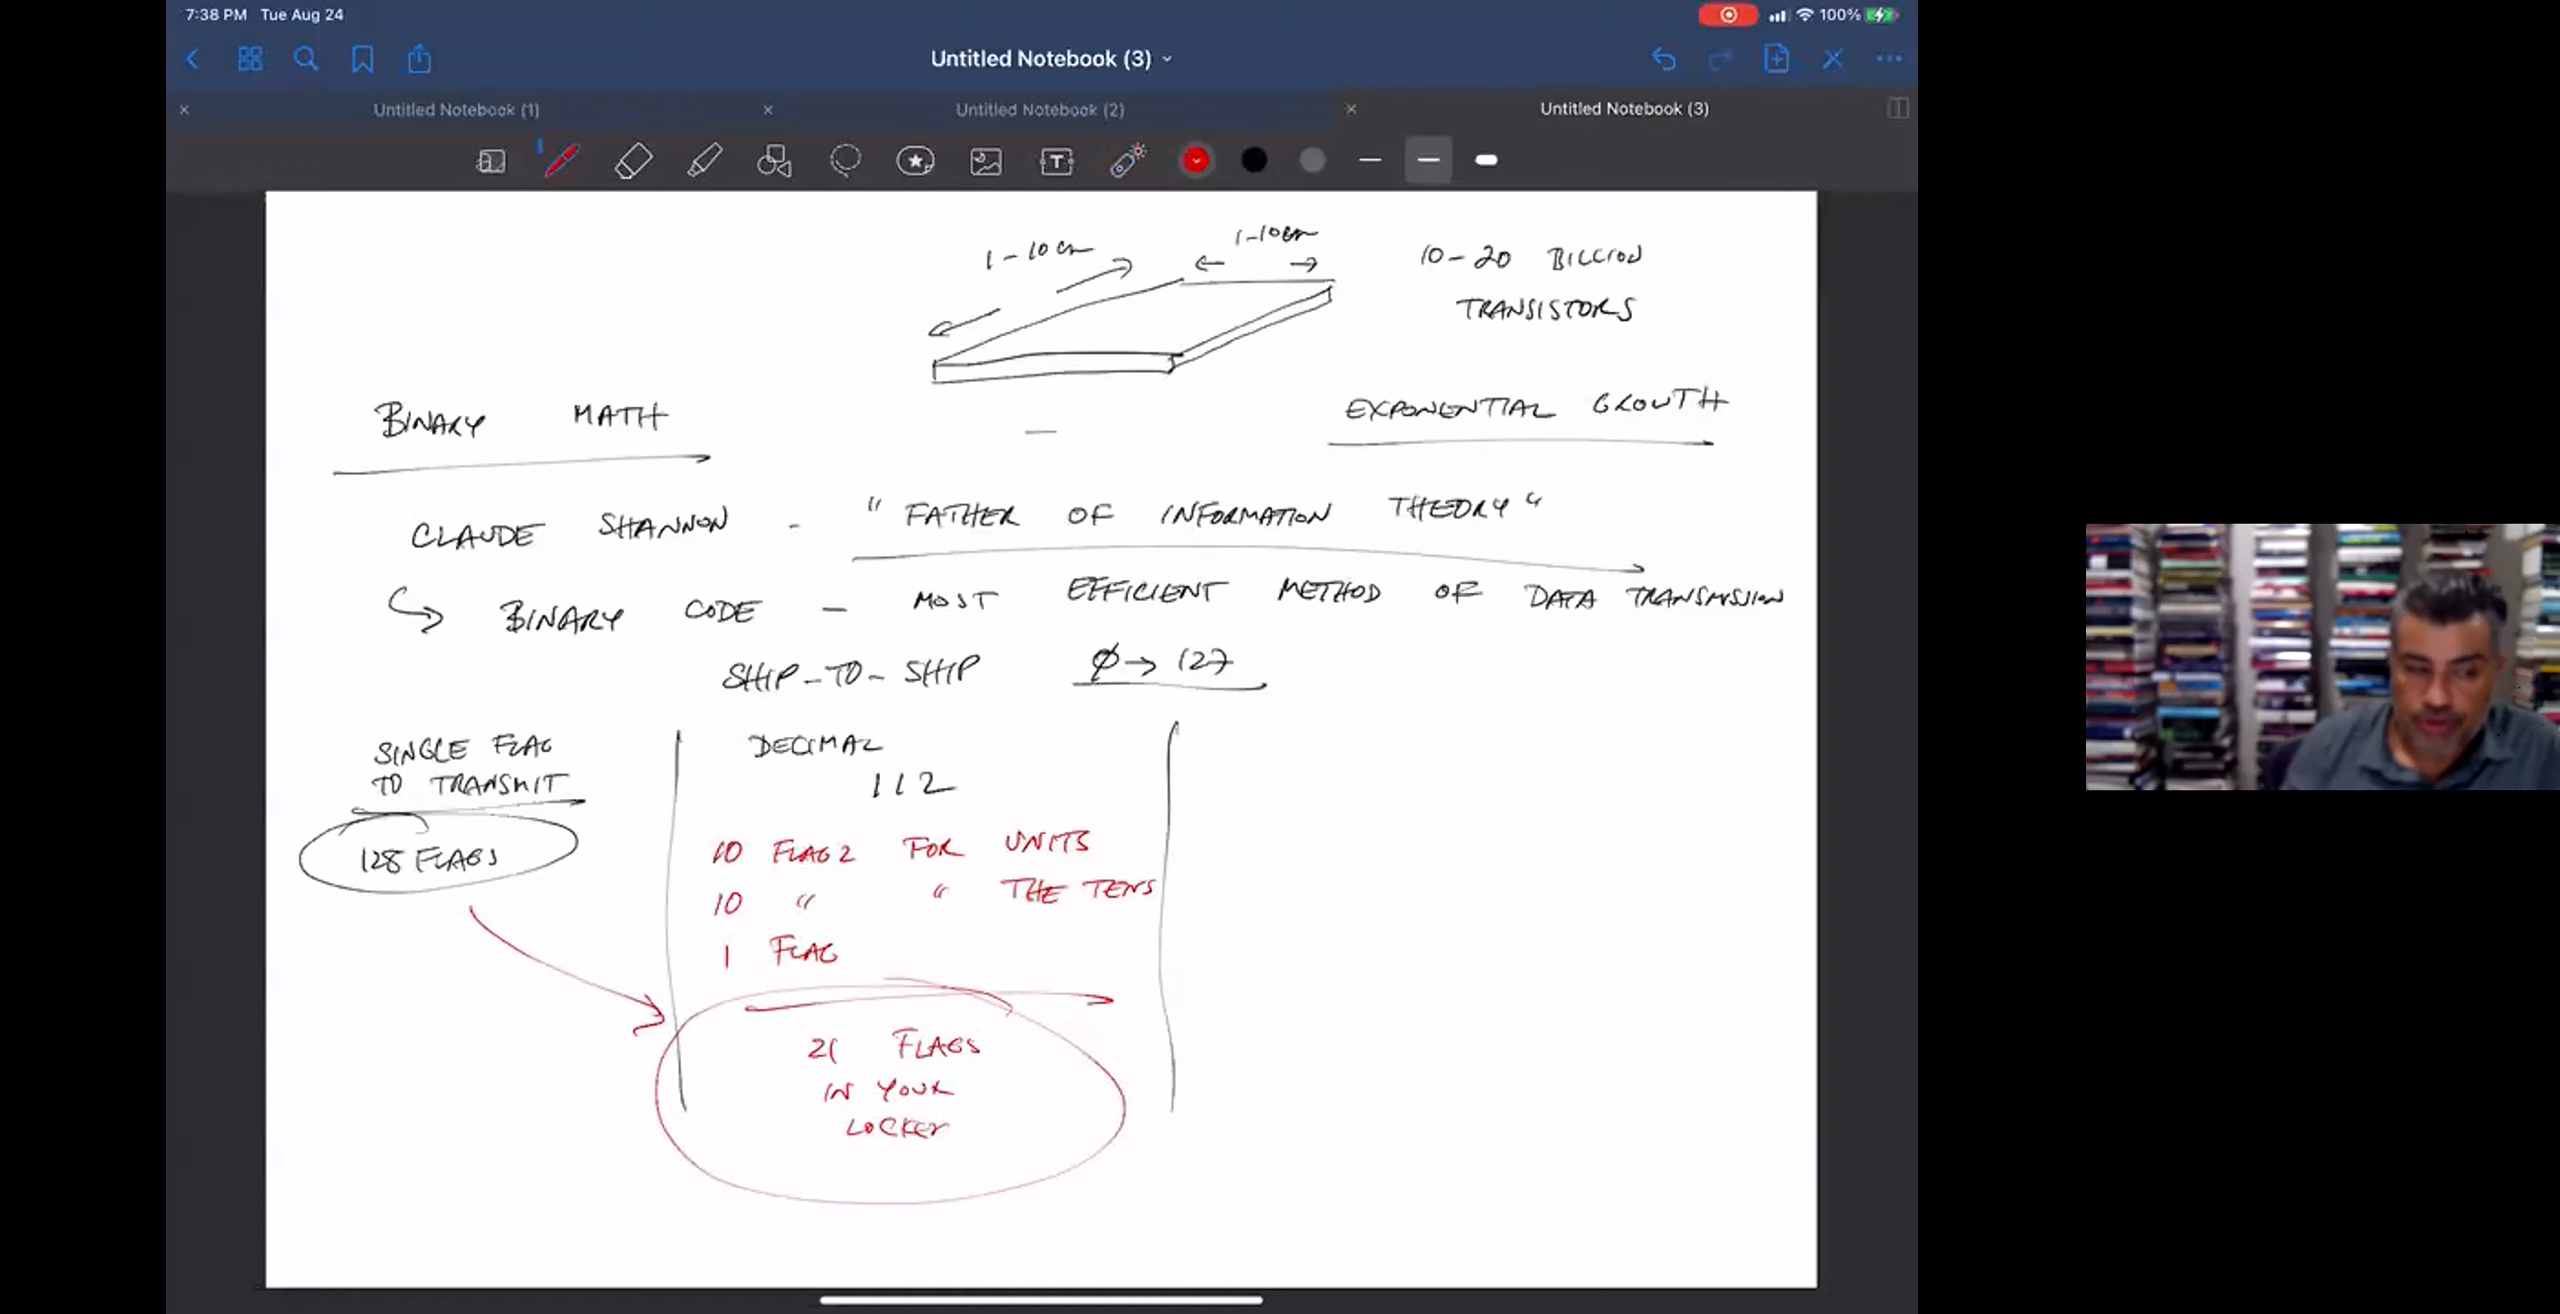 7:38 PM Tue Aug 24
100%
Untitled Notebook (3)
Untitled Notebook (1)
Untitled Notebook (2)
Untitled Notebook (3)
1-10cm
1-10cm
10-20 BILLION
TRANSISTORS
BINARY MATH
EXPONENTIAL GROWTH
CLAUDE SHANNON - "FATHER OF INFORMATION THEORY"
BINARY CODE - MOST EFFICIENT METHOD OF DATA TRANSMISSION
SHIP-TO-SHIP Ø → 127
SINGLE FLAG
TO TRANSMIT
128 FLAGS
DECIMAL
112
10 FLAG2 FOR UNITS
10 " " THE TENS
1 FLAG
21 FLAGS
IN YOUR
LOCKER